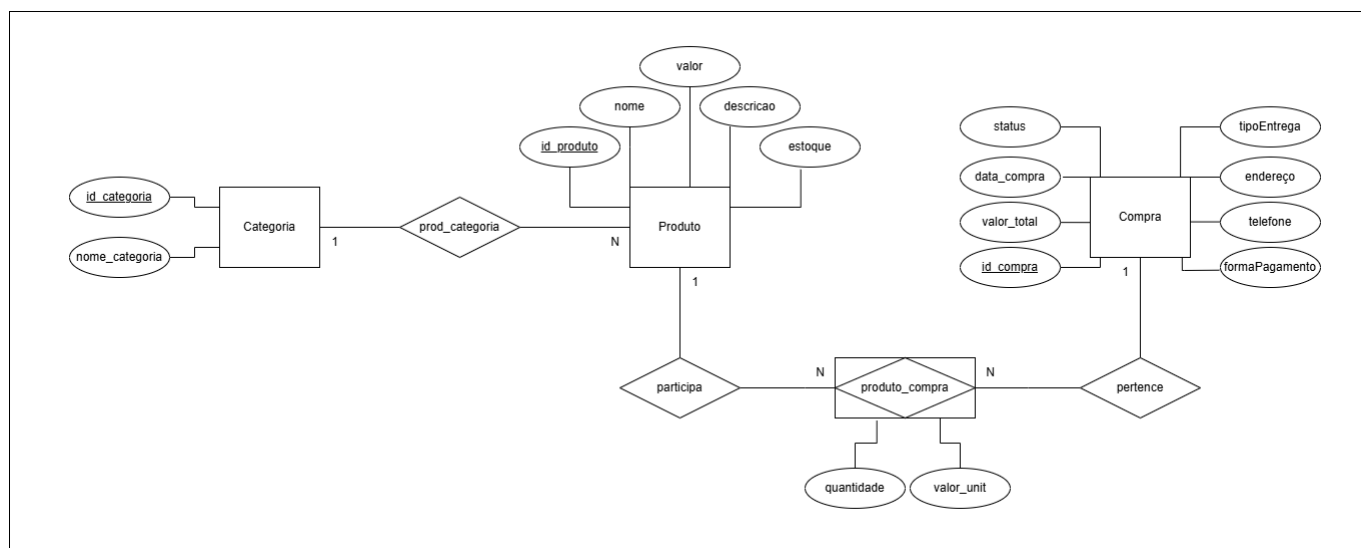 valor
nome
descricao
id_produto
estoque
status
tipoEntrega
id_categoria
data_compra
endereço
Categoria
prod_categoria
Produto
Compra
valor_total
telefone
1
N
nome_categoria
id_compra
formaPagamento
1
1
participa
N
produto_compra
N
pertence
quantidade
valor_unit